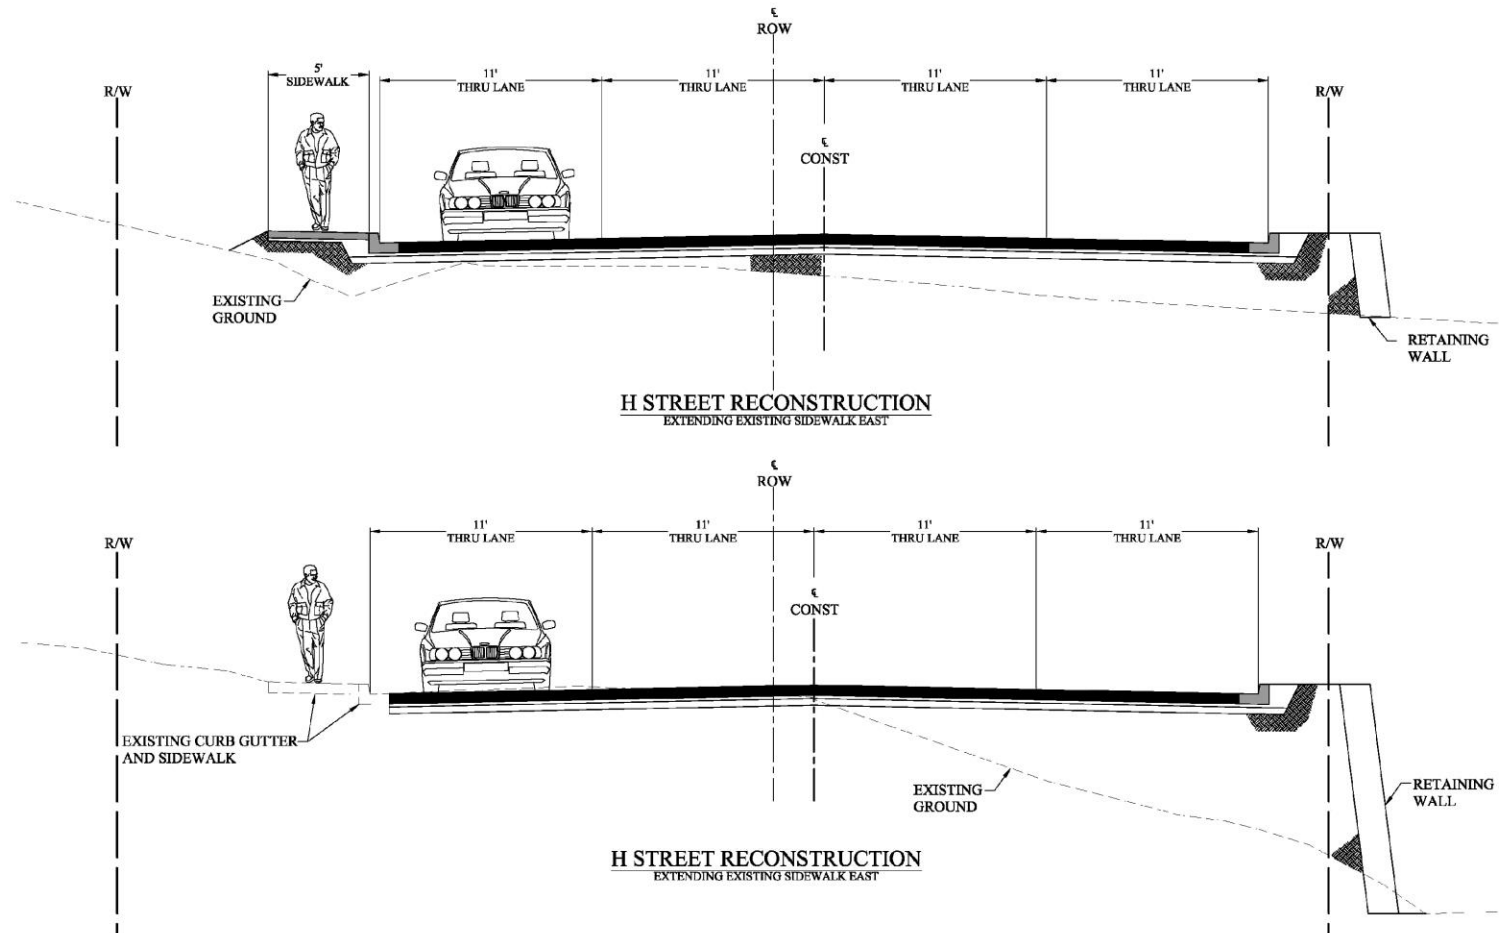 ℄
ROW
5'
SIDEWALK
11'
THRU LANE
11'
THRU LANE
11'
THRU LANE
11'
THRU LANE
R/W
R/W
℄
CONST
EXISTING
GROUND
RETAINING
WALL
H STREET RECONSTRUCTION
EXTENDING EXISTING SIDEWALK EAST
℄
ROW
11'
THRU LANE
11'
THRU LANE
11'
THRU LANE
11'
THRU LANE
R/W
R/W
℄
CONST
EXISTING CURB GUTTER
AND SIDEWALK
EXISTING
GROUND
RETAINING
WALL
H STREET RECONSTRUCTION
EXTENDING EXISTING SIDEWALK EAST